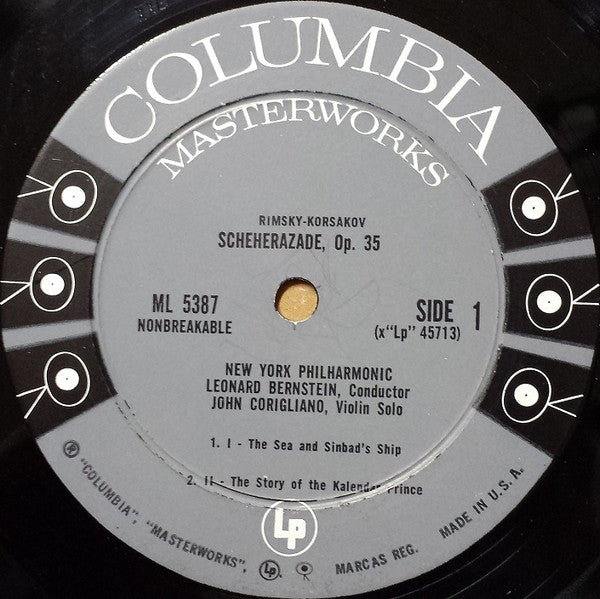 COLUMBIA
MASTERWORKS
RIMSKY-KORSAKOV
SCHEHERAZADE, Op. 35
ML 5387
NONBREAKABLE
SIDE 1
(x"Lp" 45713)
NEW YORK PHILHARMONIC
LEONARD BERNSTEIN, Conductor
JOHN CORIGLIANO, Violin Solo
1. I - The Sea and Sinbad's Ship
2. II - The Story of the Kalendar Prince
Lp
® "COLUMBIA", "MASTERWORKS", Lp. MARCAS REG. MADE IN U.S.A.